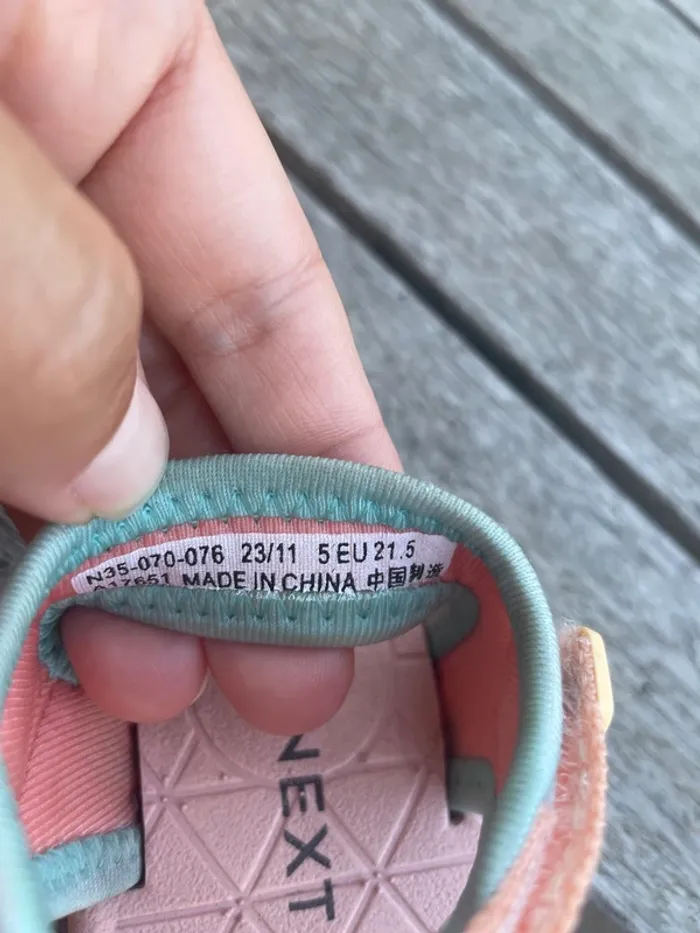 N35-070-076 23/11 5 EU 21.5
MADE IN CHINA 中国制造
NEXT